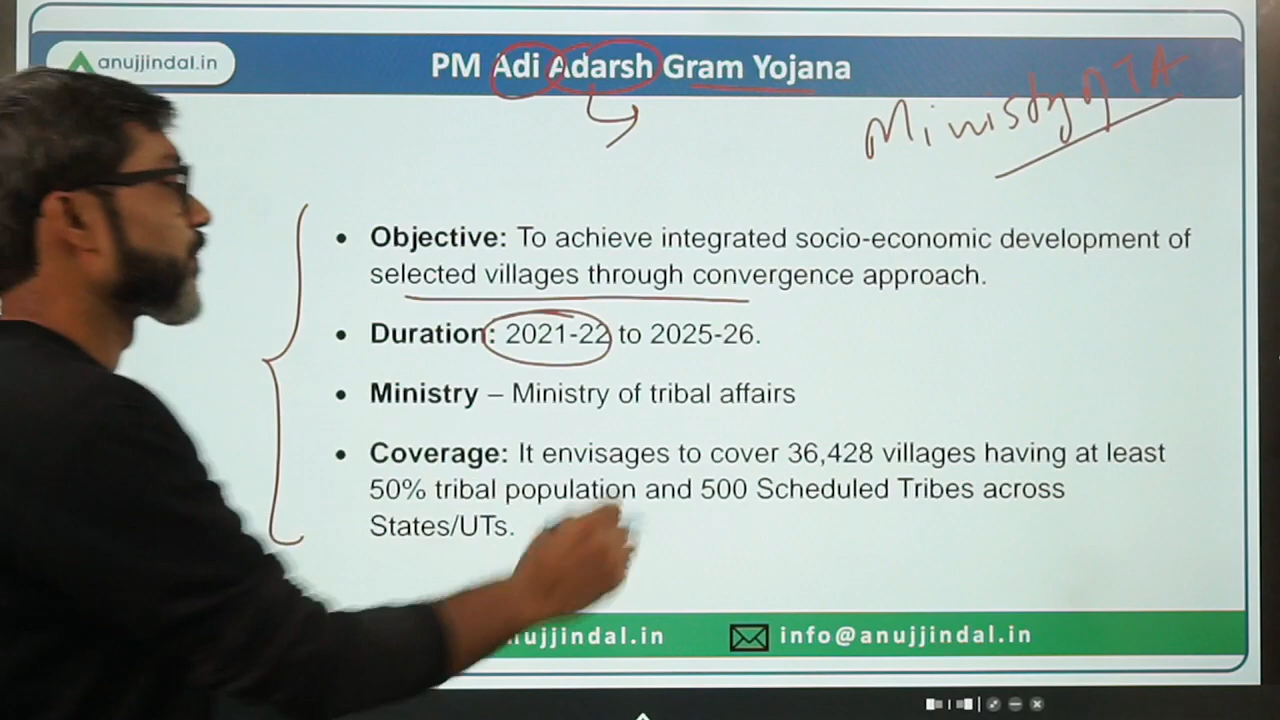 anujjindal.in
PM Adi Adarsh Gram Yojana
Ministry of TA
• Objective: To achieve integrated socio-economic development of
selected villages through convergence approach.
• Duration: 2021-22 to 2025-26.
• Ministry – Ministry of tribal affairs
• Coverage: It envisages to cover 36,428 villages having at least
50% tribal population and 500 Scheduled Tribes across
States/UTs.
ujjindal.in
info@anujjindal.in